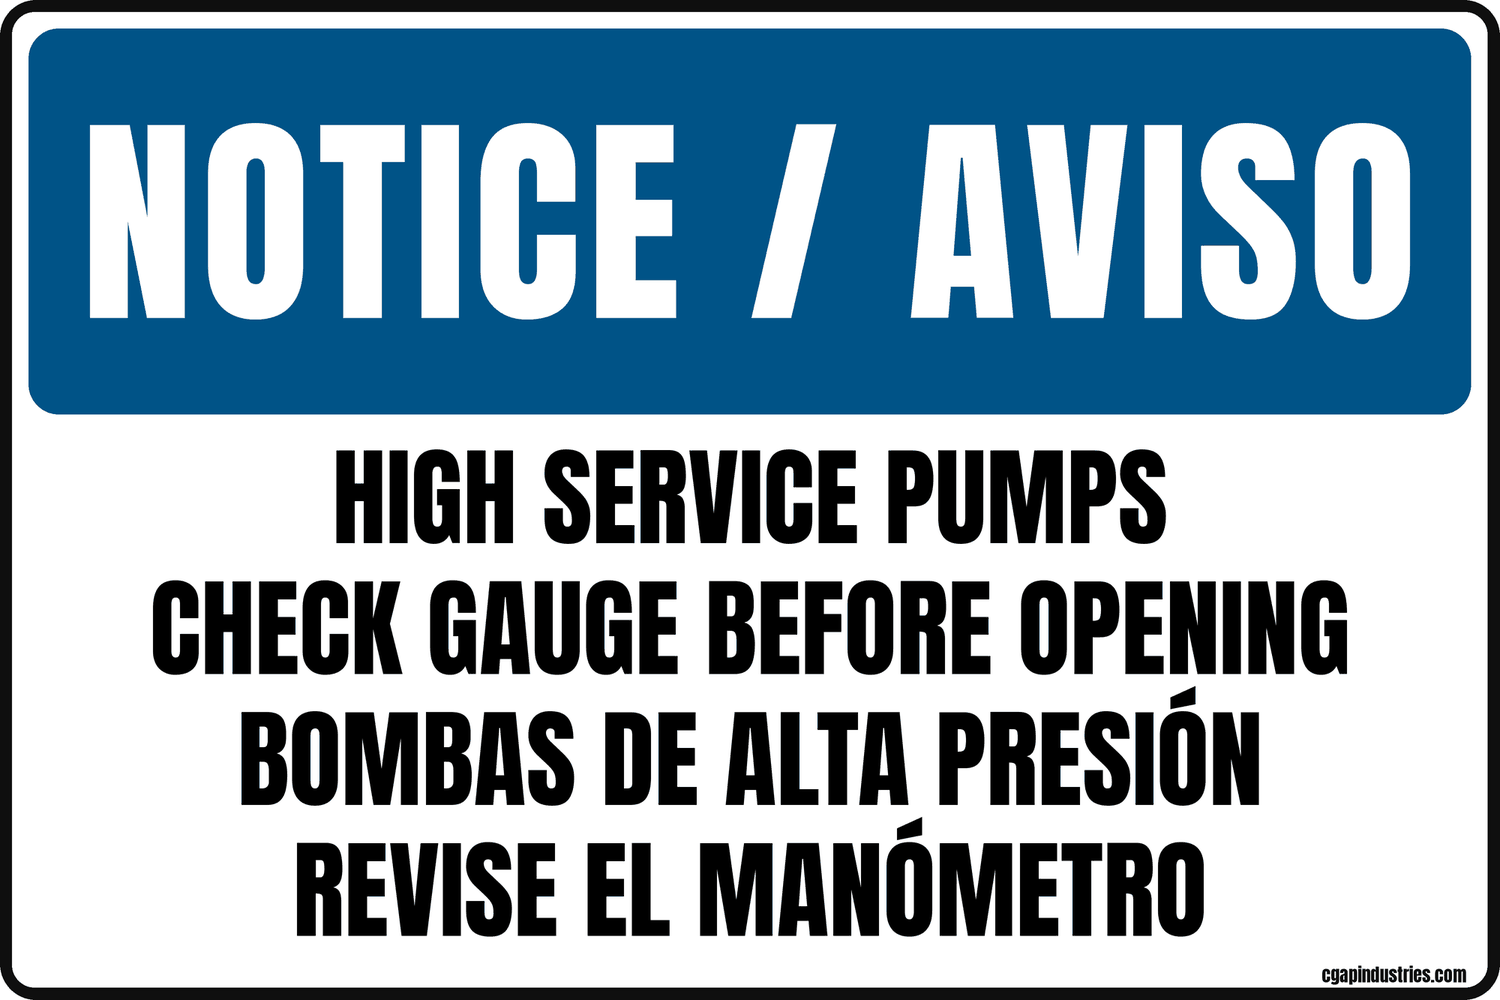 NOTICE / AVISO
HIGH SERVICE PUMPS
CHECK GAUGE BEFORE OPENING
BOMBAS DE ALTA PRESIÓN
REVISE EL MANÓMETRO
cgapindustries.com